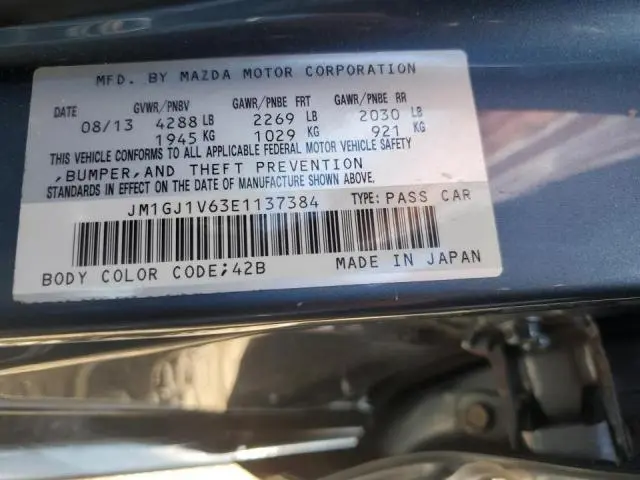 MFD. BY MAZDA MOTOR CORPORATION
DATE GVWR/PNBV GAWR/PNBE FRT GAWR/PNBE RR
08/13 4288 LB 2269 LB 2030 LB
1945 KG 1029 KG 921 KG
THIS VEHICLE CONFORMS TO ALL APPLICABLE FEDERAL MOTOR VEHICLE SAFETY
,BUMPER,AND THEFT PREVENTION
STANDARDS IN EFFECT ON THE DATE OF MANUFACTURE SHOWN ABOVE.
JM1GJ1V63E1137384 TYPE: PASS CAR
BODY COLOR CODE;42B MADE IN JAPAN